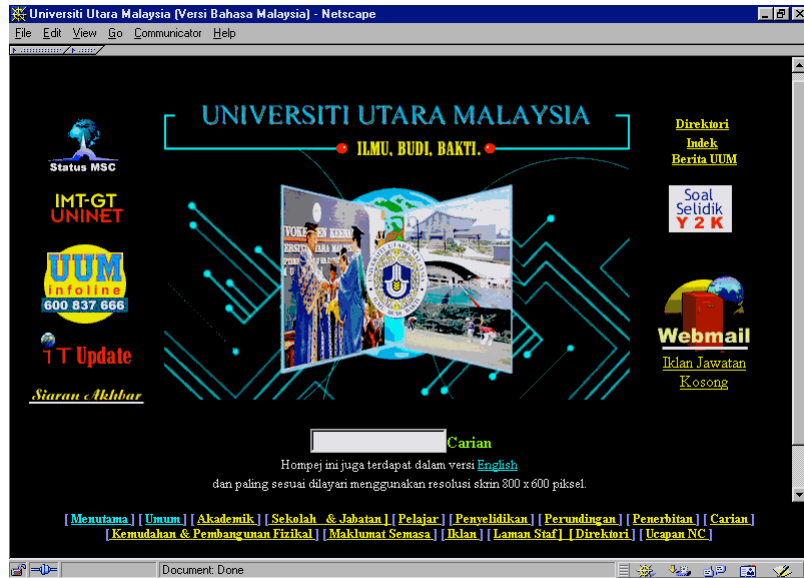 Universiti Utara Malaysia (Versi Bahasa Malaysia) - Netscape
File Edit View Go Communicator Help
UNIVERSITI UTARA MALAYSIA
ILMU, BUDI, BAKTI.
Status MSC
IMT-GT
UNINET
UUM
infoline
600 837 666
IT Update
Siaran Akhbar
Direktori
Indek
Berita UUM
Soal
Selidik
Y 2 K
Webmail
Iklan Jawatan
Kosong
Carian
Hompej ini juga terdapat dalam versi English
dan paling sesuai dilayari menggunakan resolusi skrin 800 x 600 piksel.
[ Menutama ] [ Umum ] [ Akademik ] [ Sekolah & Jabatan ] [ Pelajar ] [ Penyelidikan ] [ Perundingan ] [ Penerbitan ] [ Carian ]
[ Kemudahan & Pembangunan Fizikal ] [ Maklumat Semasa ] [ Iklan ] [ Laman Staf ] [ Direktori ] [ Ucapan NC ]
Document: Done